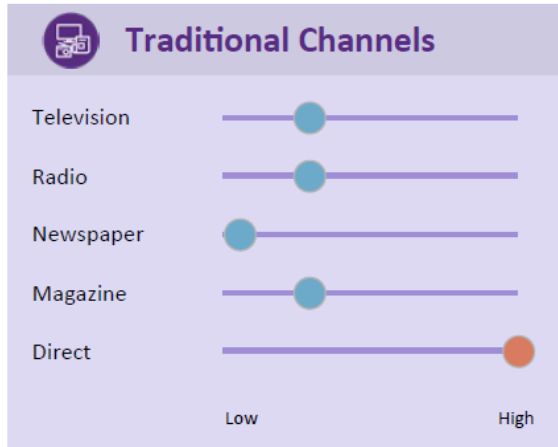 Traditional Channels
Television
Radio
Newspaper
Magazine
Direct
Low High